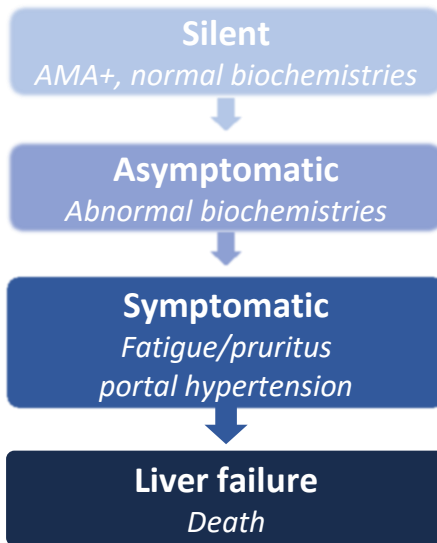 Silent
AMA+, normal biochemistries
Asymptomatic
Abnormal biochemistries
Symptomatic
Fatigue/pruritus
portal hypertension
Liver failure
Death